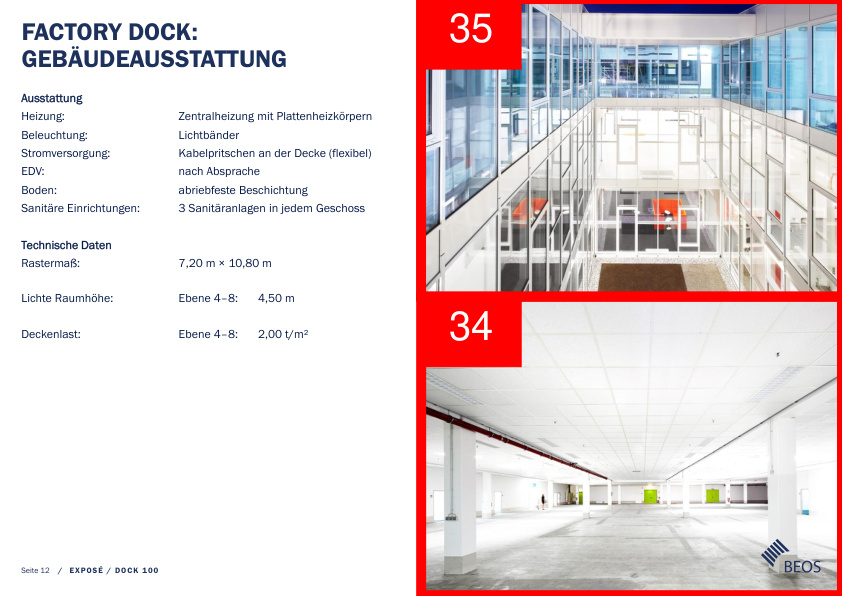 FACTORY DOCK:
GEBÄUDEAUSSTATTUNG
Ausstattung
Heizung: Zentralheizung mit Plattenheizkörpern
Beleuchtung: Lichtbänder
Stromversorgung: Kabelpritschen an der Decke (flexibel)
EDV: nach Absprache
Boden: abriebfeste Beschichtung
Sanitäre Einrichtungen: 3 Sanitäranlagen in jedem Geschoss
Technische Daten
Rastermaß: 7,20 m × 10,80 m
Lichte Raumhöhe: Ebene 4–8: 4,50 m
Deckenlast: Ebene 4–8: 2,00 t/m²
Seite 12 / EXPOSÉ / DOCK 100
35
34
BEOS